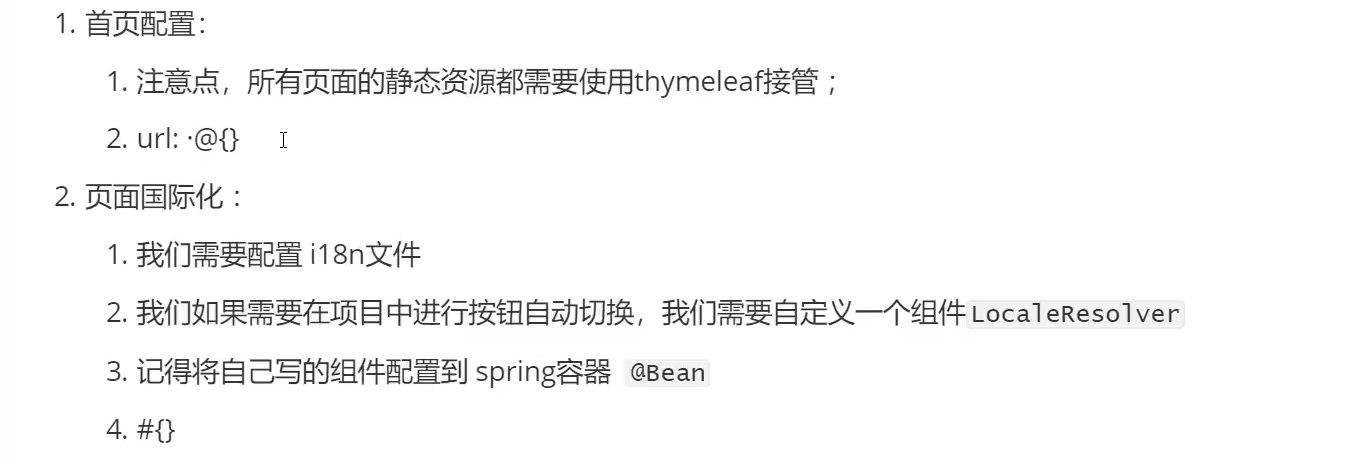 1. 首页配置：
1. 注意点，所有页面的静态资源都需要使用thymeleaf接管；
2. url: ·@{}
2. 页面国际化：
1. 我们需要配置 i18n文件
2. 我们如果需要在项目中进行按钮自动切换，我们需要自定义一个组件LocaleResolver
3. 记得将自己写的组件配置到 spring容器 @Bean
4. #{}